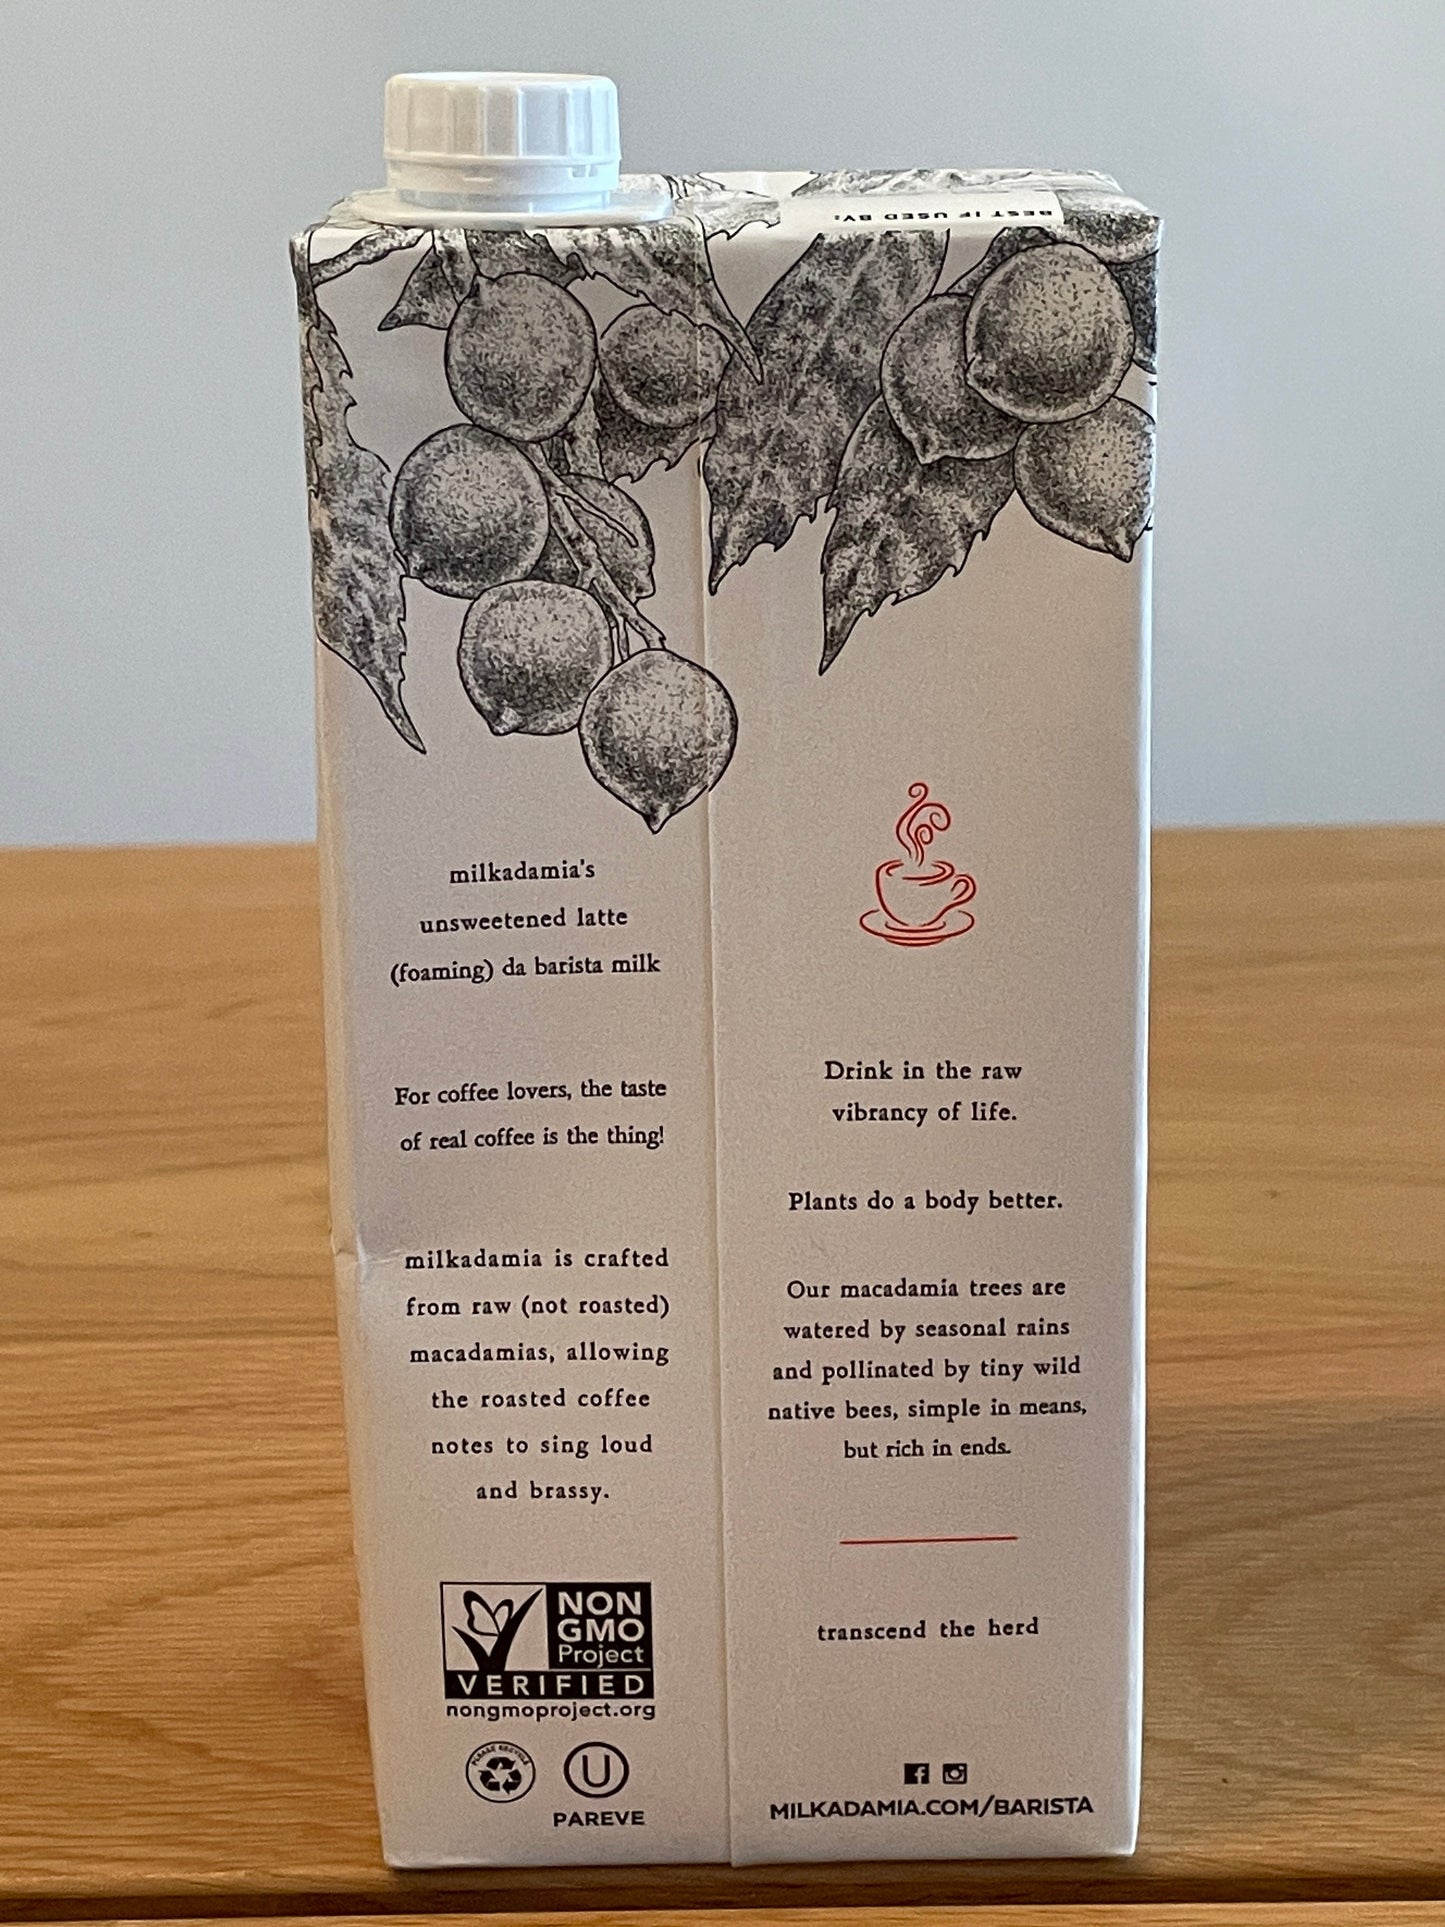 BEST IF USED BY:
milkadamia's
unsweetened latte
(foaming) da barista milk
For coffee lovers, the taste
of real coffee is the thing!
milkadamia is crafted
from raw (not roasted)
macadamias, allowing
the roasted coffee
notes to sing loud
and brassy.
NON
GMO
Project
VERIFIED
nongmoproject.org
PLEASE RECYCLE
U
PAREVE
Drink in the raw
vibrancy of life.
Plants do a body better.
Our macadamia trees are
watered by seasonal rains
and pollinated by tiny wild
native bees, simple in means,
but rich in ends.
transcend the herd
MILKADAMIA.COM/BARISTA